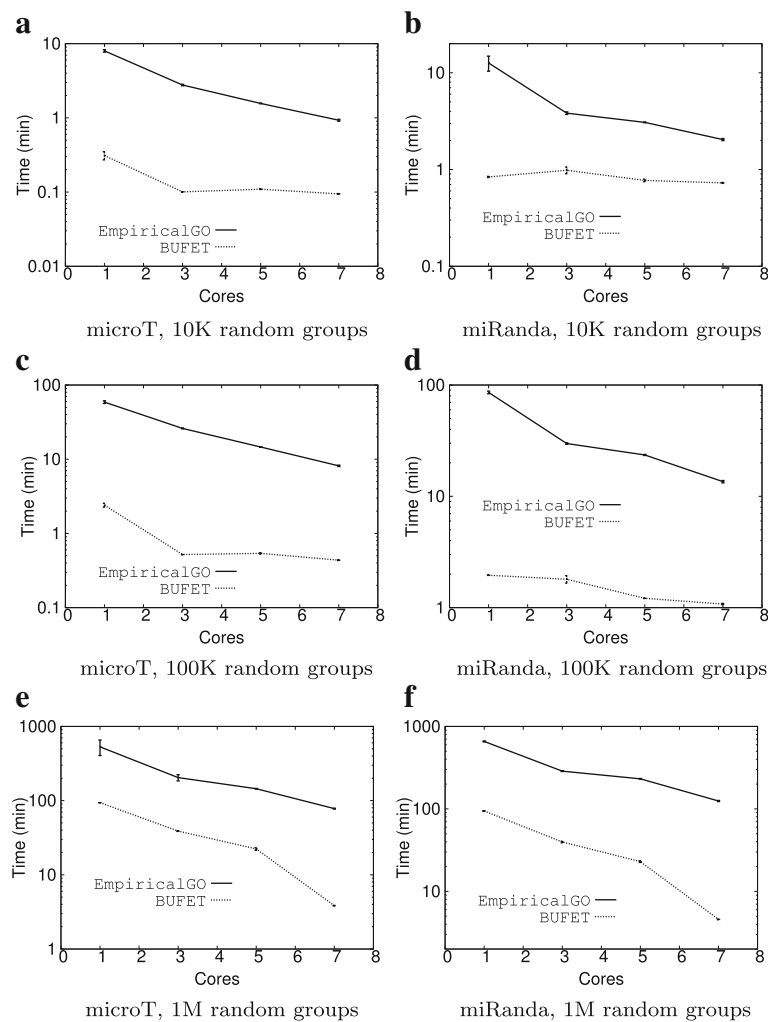 a
10
1
0.1
0.01
Time (min)
EmpiricalGO
BUFET
0 1 2 3 4 5 6 7 8
Cores
microT, 10K random groups
b
10
1
0.1
Time (min)
EmpiricalGO
BUFET
0 1 2 3 4 5 6 7 8
Cores
miRanda, 10K random groups
c
100
10
1
0.1
Time (min)
EmpiricalGO
BUFET
0 1 2 3 4 5 6 7 8
Cores
microT, 100K random groups
d
100
10
1
Time (min)
EmpiricalGO
BUFET
0 1 2 3 4 5 6 7 8
Cores
miRanda, 100K random groups
e
1000
100
10
1
Time (min)
EmpiricalGO
BUFET
0 1 2 3 4 5 6 7 8
Cores
microT, 1M random groups
f
1000
100
10
Time (min)
EmpiricalGO
BUFET
0 1 2 3 4 5 6 7 8
Cores
miRanda, 1M random groups